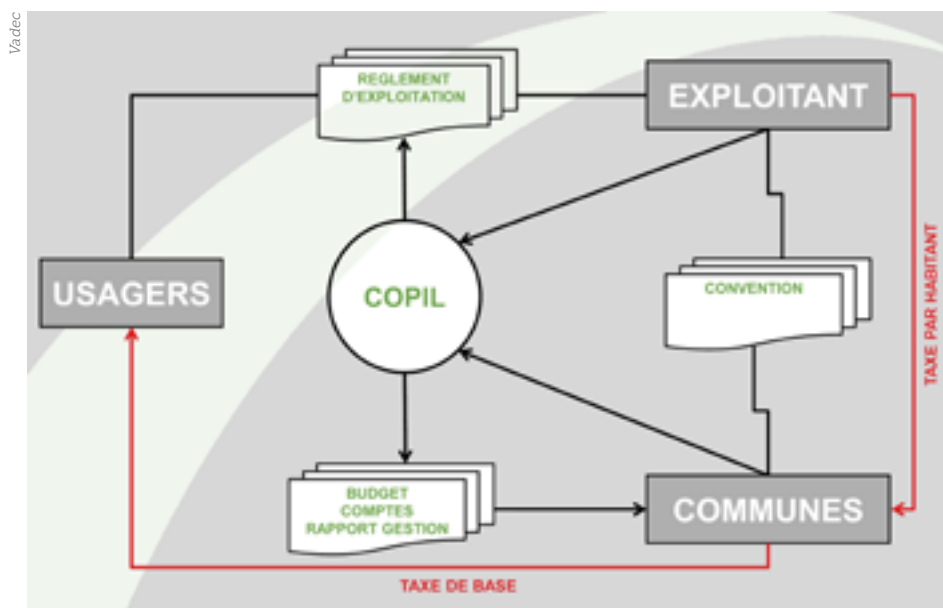 Vadec
REGLEMENT
D'EXPLOITATION
EXPLOITANT
USAGERS
COPIL
CONVENTION
TAXE PAR HABITANT
BUDGET
COMPTES
RAPPORT GESTION
COMMUNES
TAXE DE BASE